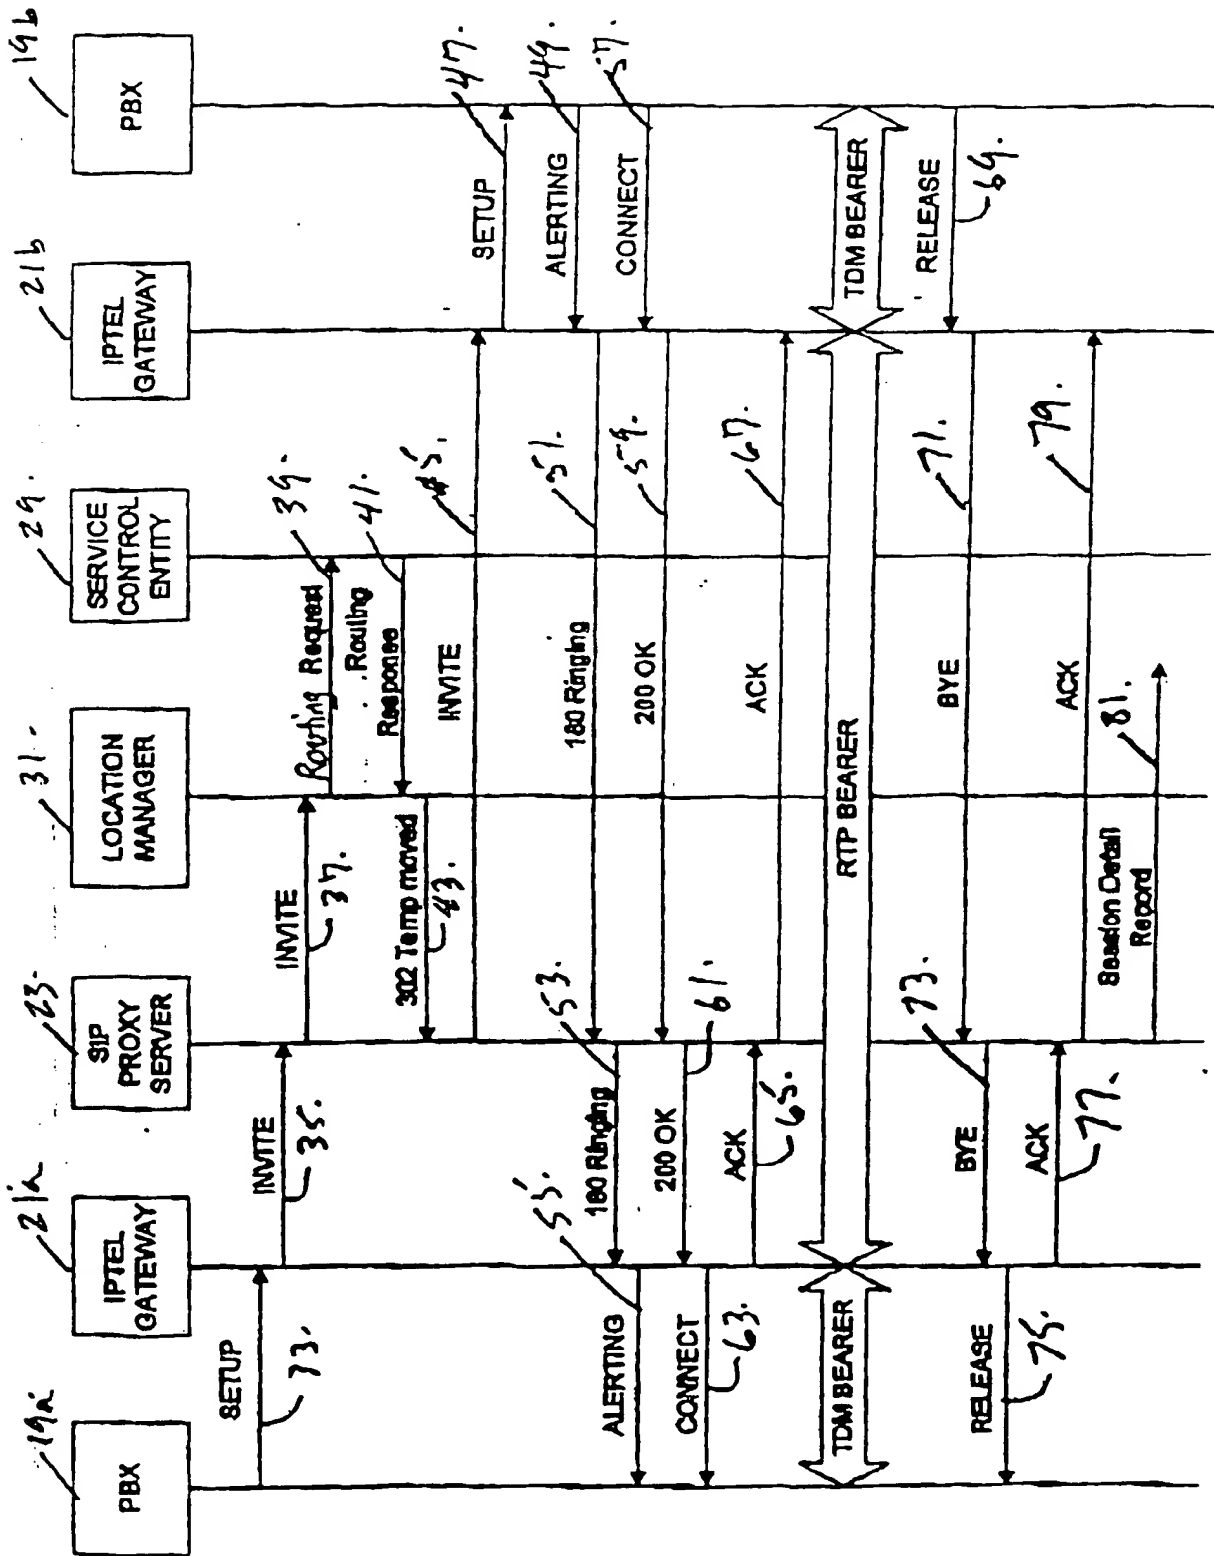 19a
21a
23.
31.
29.
21b
19b
PBX
IPTEL
GATEWAY
SIP
PROXY
SERVER
LOCATION
MANAGER
SERVICE
CONTROL
ENTITY
IPTEL
GATEWAY
PBX
SETUP
33.
INVITE
35.
INVITE
37.
Routing Request
39.
Routing
Response
41.
302 Temp moved
43.
INVITE
45.
SETUP
47.
ALERTING
49.
180 Ringing
51.
180 Ringing
53.
ALERTING
55.
CONNECT
57.
200 OK
59.
200 OK
61.
CONNECT
63.
ACK
65.
ACK
67.
TDM BEARER
RTP BEARER
TDM BEARER
RELEASE
69.
BYE
71.
BYE
73.
RELEASE
75.
ACK
77.
ACK
79.
Session Detail
Record
81.